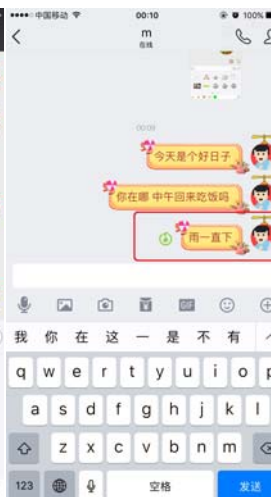 中国移动 00:10 100%
m
在线
00:09
今天是个好日子
你在哪 中午回来吃饭吗
雨一直下
GIF
我 你 在 这 一 是 不 有
q w e r t y u i o p
a s d f g h j k l
z x c v b n m
123 空格 发送